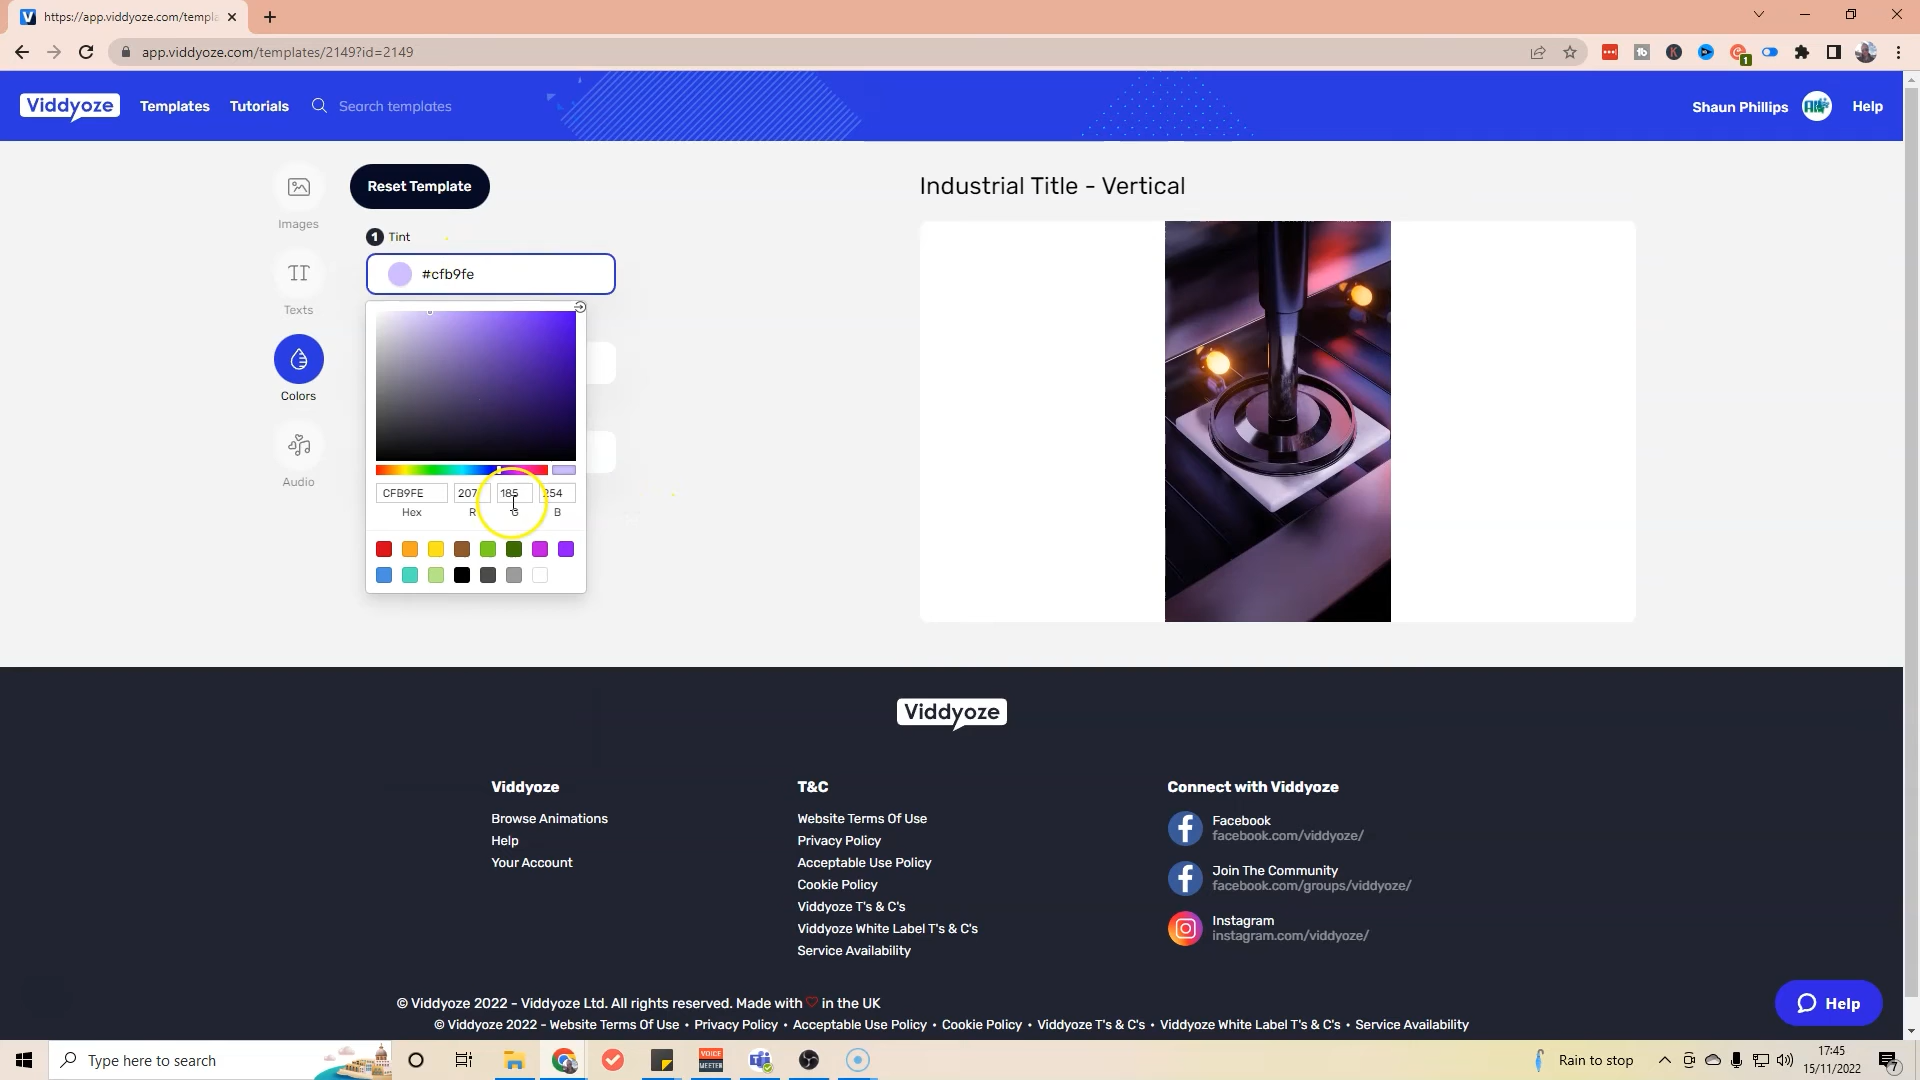 https://app.viddyoze.com/templa
app.viddyoze.com/templates/2149?id=2149
Viddyoze
Templates
Tutorials
Search templates
Shaun Phillips
Help
Images
Reset Template
Industrial Title - Vertical
1 Tint
#cfb9fe
Texts
Colors
Audio
CFB9FE
207
185
254
Hex
R
G
B
Viddyoze
Viddyoze
Browse Animations
Help
Your Account
T&C
Website Terms Of Use
Privacy Policy
Acceptable Use Policy
Cookie Policy
Viddyoze T's & C's
Viddyoze White Label T's & C's
Service Availability
Connect with Viddyoze
Facebook
facebook.com/viddyoze/
Join The Community
facebook.com/groups/viddyoze/
Instagram
instagram.com/viddyoze/
© Viddyoze 2022 - Viddyoze Ltd. All rights reserved. Made with ♡ in the UK
© Viddyoze 2022 - Website Terms Of Use • Privacy Policy • Acceptable Use Policy • Cookie Policy • Viddyoze T's & C's • Viddyoze White Label T's & C's • Service Availability
Help
Type here to search
VOICE
MEETER
Rain to stop
17:45
15/11/2022
7